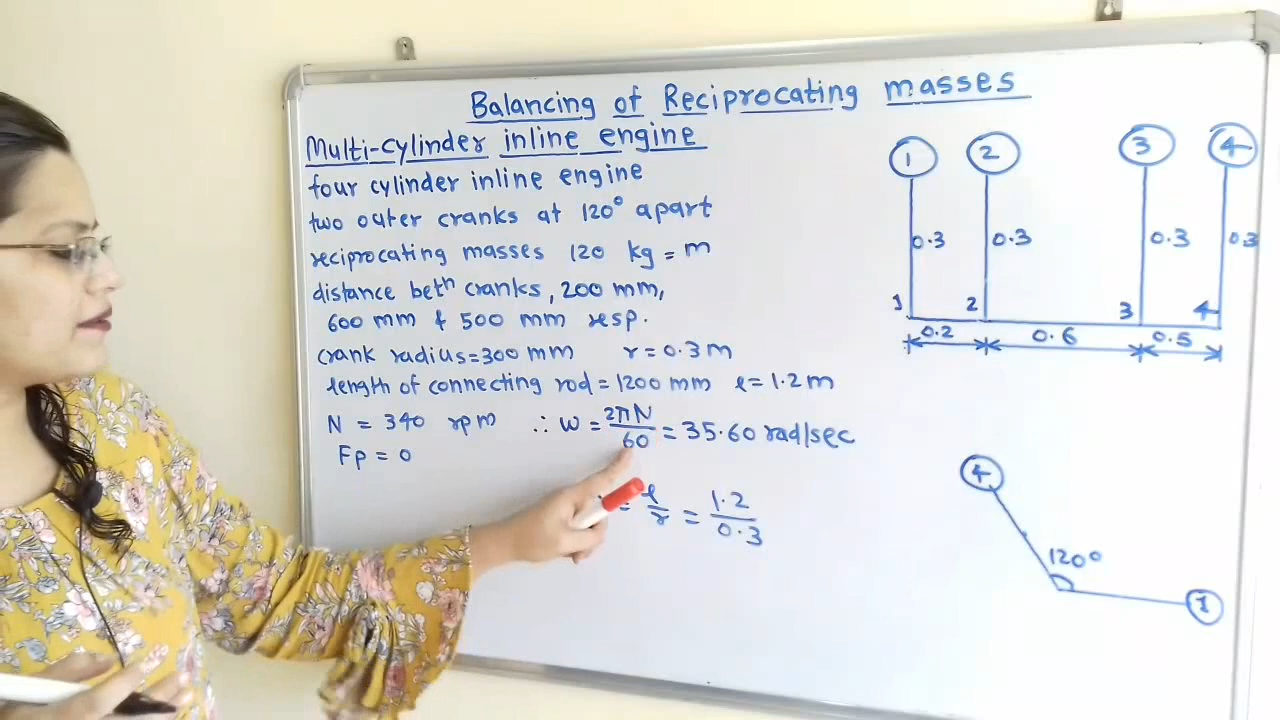 Balancing of Reciprocating masses
Multi-cylinder inline engine
four cylinder inline engine
two outer cranks at 120° apart
reciprocating masses 120 kg = m
distance betn cranks, 200 mm,
600 mm & 500 mm resp.
crank radius = 300 mm r = 0.3 m
length of connecting rod = 1200 mm l = 1.2 m
N = 340 rpm ∴ w = 2πN/60 = 35.60 rad/sec
Fp = 0
= l/r = 1.2/0.3
1 2 3 4
0.3 0.3 0.3 0.3
1 2 3 4
0.2 0.6 0.5
4
120°
1